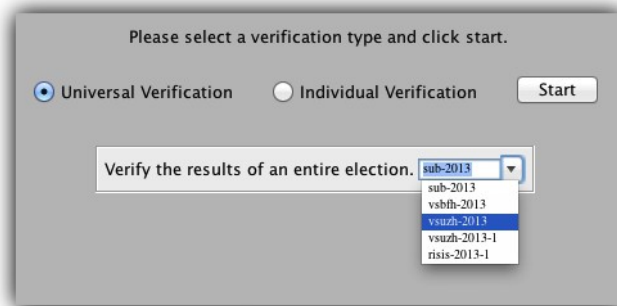 Please select a verification type and click start.
Universal Verification Individual Verification Start
Verify the results of an entire election. sub-2013
sub-2013
vsbfh-2013
vsuzh-2013
vsuzh-2013-1
risis-2013-1